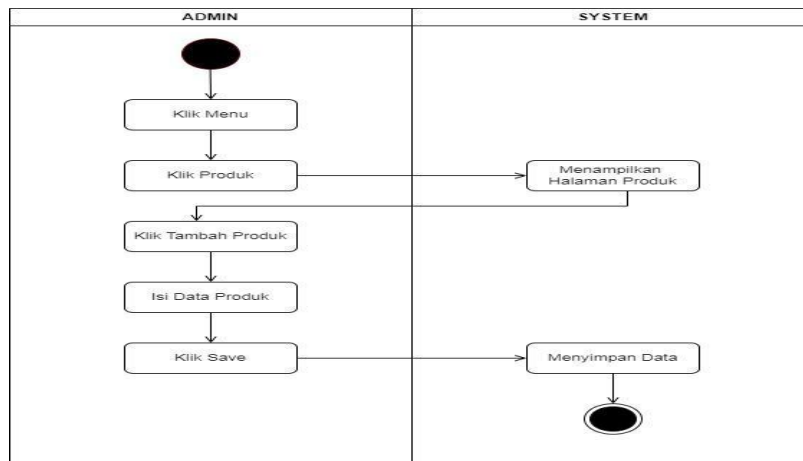 ADMIN
SYSTEM
Klik Menu
Klik Produk
Menampilkan
Halaman Produk
Klik Tambah Produk
Isi Data Produk
Klik Save
Menyimpan Data